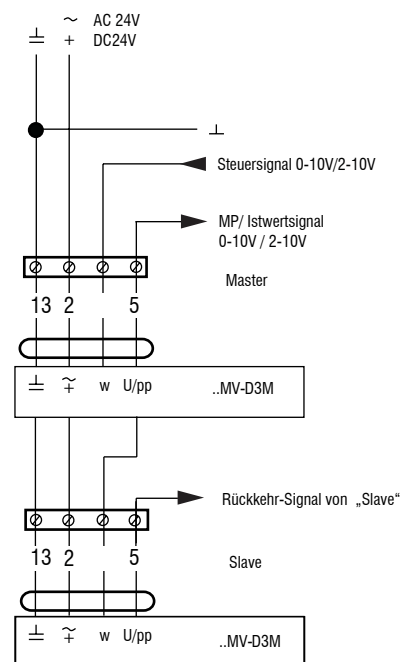 ~ AC 24V
+ DC24V
Steuersignal 0-10V/2-10V
MP/ Istwertsignal
0-10V / 2-10V
Master
13 2 5
w U/pp ..MV-D3M
Rückkehr-Signal von „Slave“
13 2 5
Slave
w U/pp ..MV-D3M